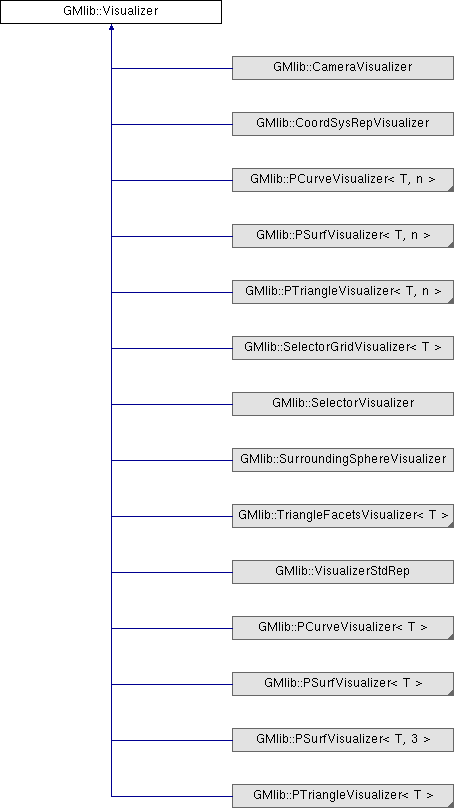 GMlib::Visualizer
GMlib::CameraVisualizer
GMlib::CoordSysRepVisualizer
GMlib::PCurveVisualizer< T, n >
GMlib::PSurfVisualizer< T, n >
GMlib::PTriangleVisualizer< T, n >
GMlib::SelectorGridVisualizer< T >
GMlib::SelectorVisualizer
GMlib::SurroundingSphereVisualizer
GMlib::TriangleFacetsVisualizer< T >
GMlib::VisualizerStdRep
GMlib::PCurveVisualizer< T >
GMlib::PSurfVisualizer< T >
GMlib::PSurfVisualizer< T, 3 >
GMlib::PTriangleVisualizer< T >